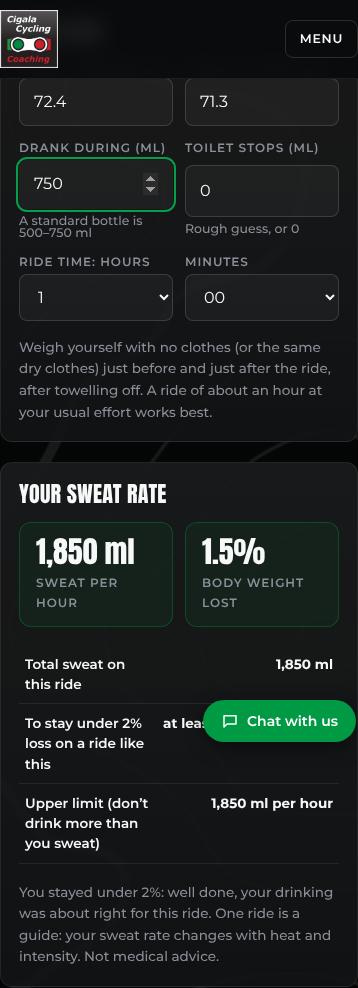 Cigala
Cycling
Coaching
MENU
72.4
71.3
DRANK DURING (ML)
TOILET STOPS (ML)
750
0
A standard bottle is
500–750 ml
Rough guess, or 0
RIDE TIME: HOURS
MINUTES
1
00
Weigh yourself with no clothes (or the same
dry clothes) just before and just after the ride,
after towelling off. A ride of about an hour at
your usual effort works best.
YOUR SWEAT RATE
1,850 ml
1.5%
SWEAT PER
HOUR
BODY WEIGHT
LOST
Total sweat on
this ride
1,850 ml
To stay under 2%
loss on a ride like
this
at
Chat with us
Upper limit (don’t
drink more than
you sweat)
1,850 ml per hour
You stayed under 2%: well done, your drinking
was about right for this ride. One ride is a
guide: your sweat rate changes with heat and
intensity. Not medical advice.